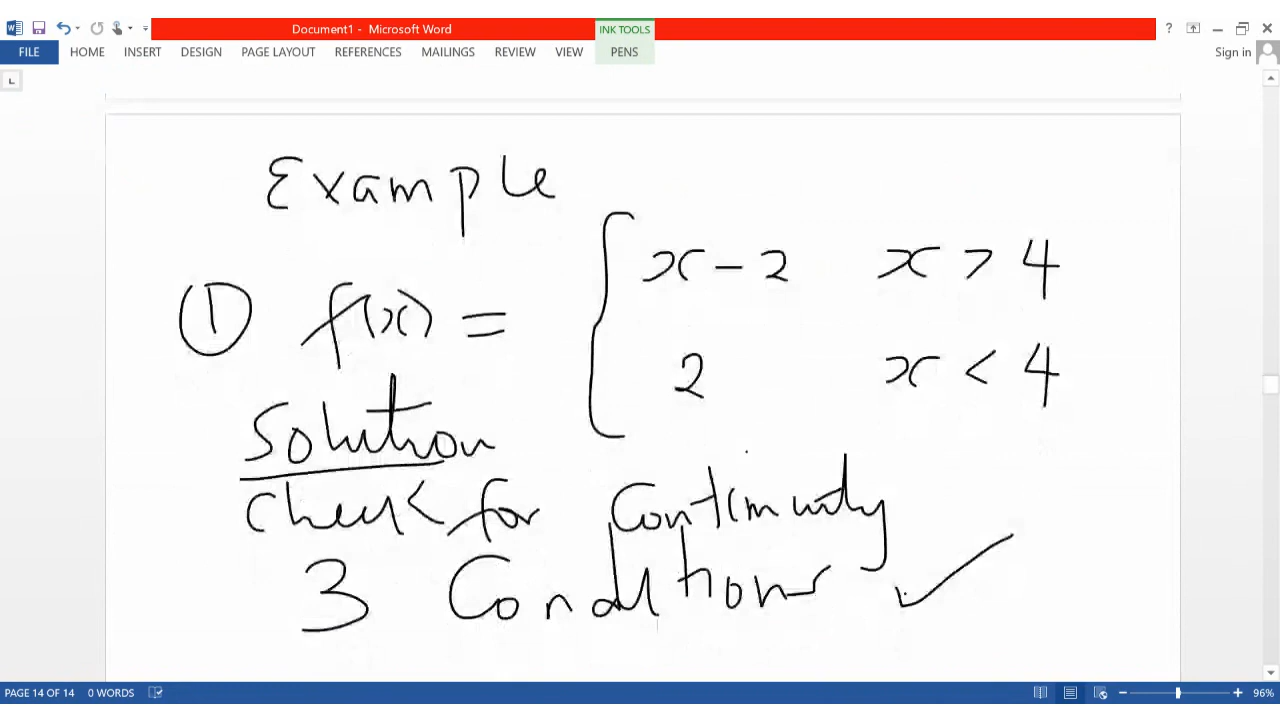 Document1 - Microsoft Word
INK TOOLS
?
FILE HOME INSERT DESIGN PAGE LAYOUT REFERENCES MAILINGS REVIEW VIEW PENS Sign in
Example
① f(x) = { x - 2 x > 4
2 x < 4
Solution
Check for Continuity
3 Conditions ✓
PAGE 14 OF 14 0 WORDS 96%